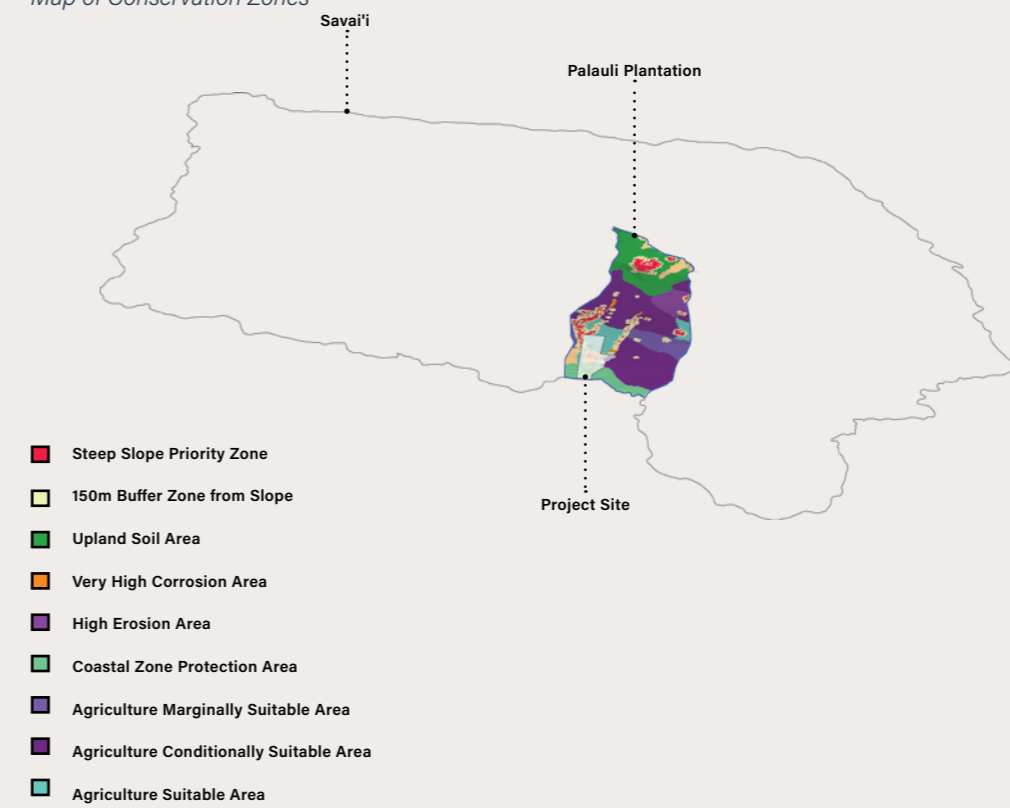 Map of Conservation Zones
Savai'i
Palauli Plantation
Project Site
Steep Slope Priority Zone
150m Buffer Zone from Slope
Upland Soil Area
Very High Corrosion Area
High Erosion Area
Coastal Zone Protection Area
Agriculture Marginally Suitable Area
Agriculture Conditionally Suitable Area
Agriculture Suitable Area